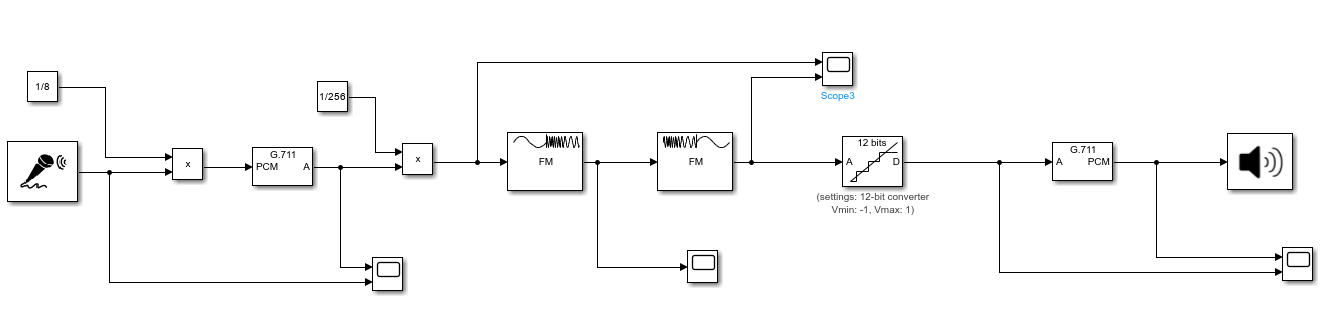 1/8
x
G.711
PCM A
1/256
x
FM
FM
Scope3
12 bits
A D
(settings: 12-bit converter
Vmin: -1, Vmax: 1)
G.711
A PCM